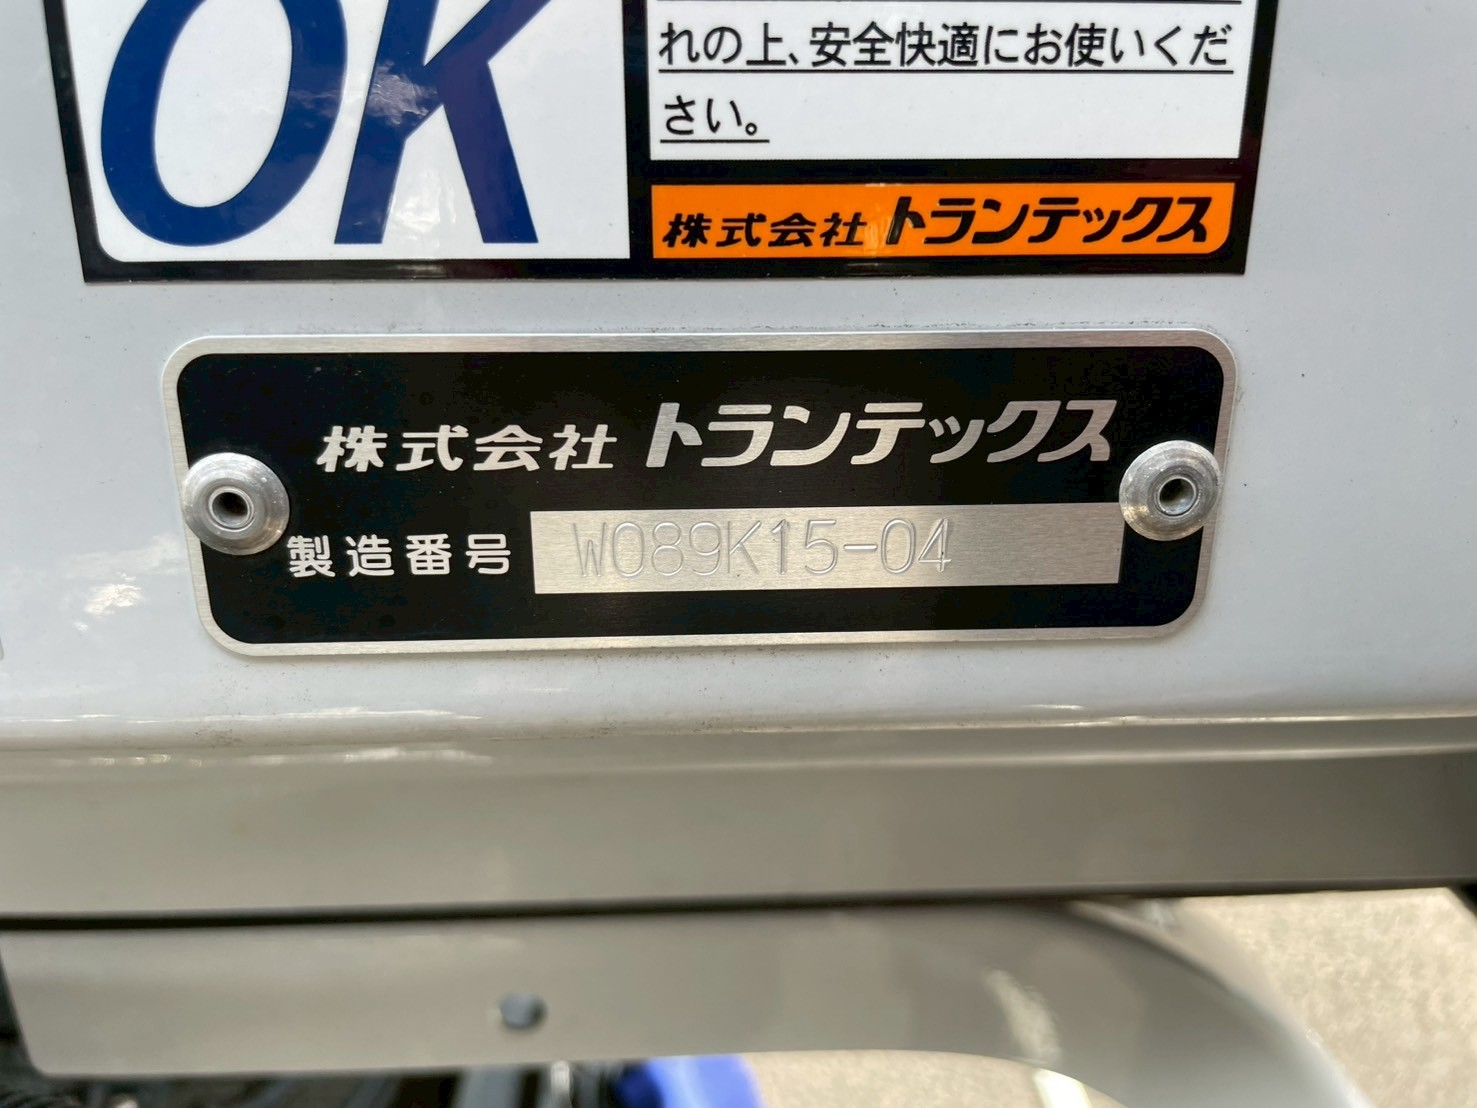 OK
れの上、安全快適にお使いくだ
さい。
株式会社 トランテックス
株式会社 トランテックス
製造番号 W089K15-04